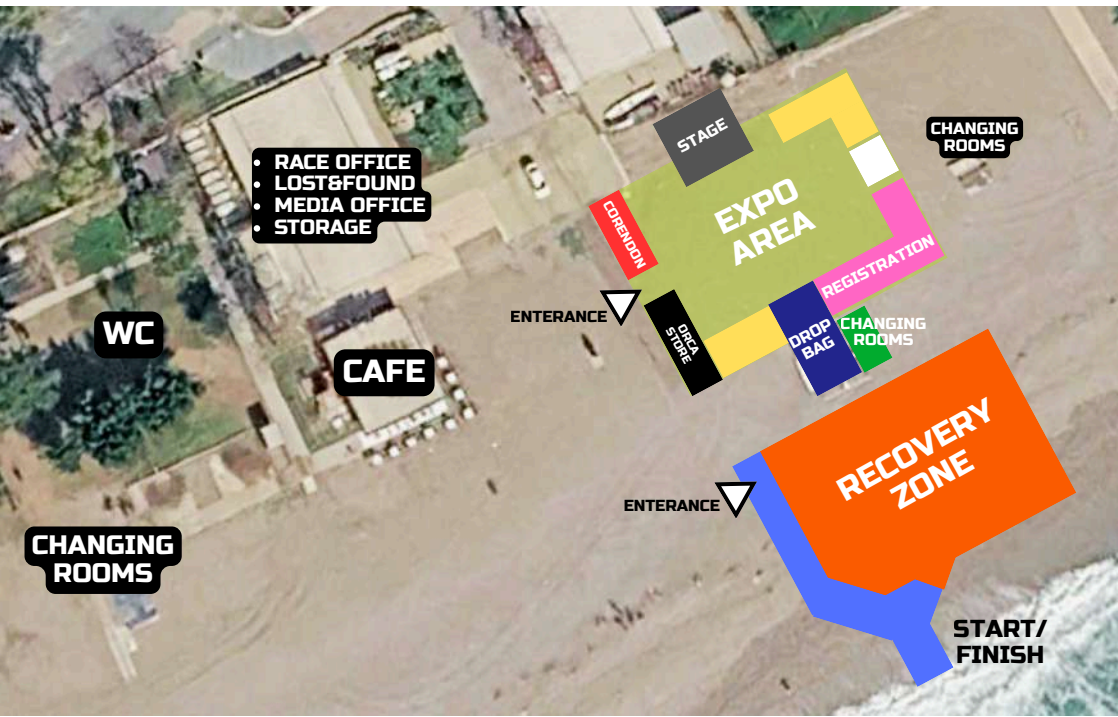 STAGE
CHANGING
ROOMS
• RACE OFFICE
• LOST&FOUND
• MEDIA OFFICE
• STORAGE
CORENDON
EXPO
AREA
REGISTRATION
ENTERANCE
ORCA
STORE
DROP
BAG
CHANGING
ROOMS
WC
CAFE
RECOVERY
ZONE
ENTERANCE
CHANGING
ROOMS
START/
FINISH